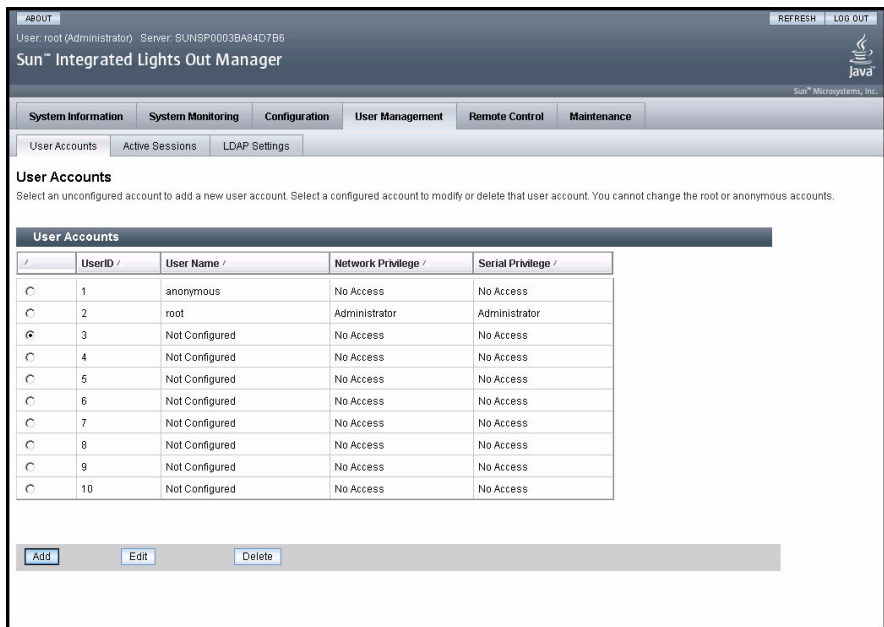 ABOUT REFRESH LOG OUT
User: root (Administrator) Server: SUNSP0003BA84D7B6
Sun™ Integrated Lights Out Manager
Java™
Sun™ Microsystems, Inc.
System Information System Monitoring Configuration User Management Remote Control Maintenance
User Accounts Active Sessions LDAP Settings
User Accounts
Select an unconfigured account to add a new user account. Select a configured account to modify or delete that user account. You cannot change the root or anonymous accounts.
User Accounts
/ UserID / User Name / Network Privilege / Serial Privilege /
1 anonymous No Access No Access
2 root Administrator Administrator
3 Not Configured No Access No Access
4 Not Configured No Access No Access
5 Not Configured No Access No Access
6 Not Configured No Access No Access
7 Not Configured No Access No Access
8 Not Configured No Access No Access
9 Not Configured No Access No Access
10 Not Configured No Access No Access
Add Edit Delete